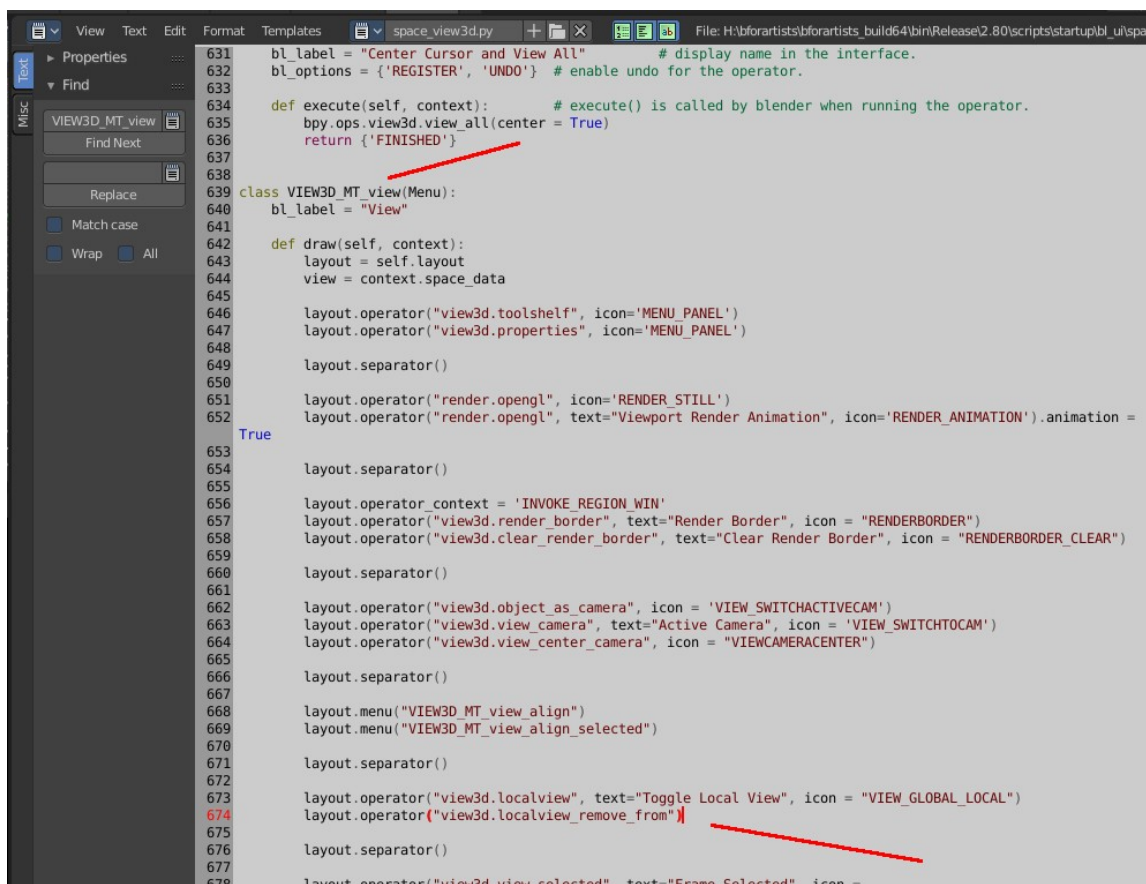 View Text Edit Format Templates space_view3d.py File: H:\bforartists\bforartists_build64\bin\Release\2.80\scripts\startup\bl_ui\spa
Text
Misc
Properties
Find
VIEW3D_MT_view
Find Next
Replace
Match case
Wrap All
631 bl_label = "Center Cursor and View All" # display name in the interface.
632 bl_options = {'REGISTER', 'UNDO'} # enable undo for the operator.
633
634 def execute(self, context): # execute() is called by blender when running the operator.
635 bpy.ops.view3d.view_all(center = True)
636 return {'FINISHED'}
637
638
639 class VIEW3D_MT_view(Menu):
640 bl_label = "View"
641
642 def draw(self, context):
643 layout = self.layout
644 view = context.space_data
645
646 layout.operator("view3d.toolshelf", icon='MENU_PANEL')
647 layout.operator("view3d.properties", icon='MENU_PANEL')
648
649 layout.separator()
650
651 layout.operator("render.opengl", icon='RENDER_STILL')
652 layout.operator("render.opengl", text="Viewport Render Animation", icon='RENDER_ANIMATION').animation =
True
653
654 layout.separator()
655
656 layout.operator_context = 'INVOKE_REGION_WIN'
657 layout.operator("view3d.render_border", text="Render Border", icon = "RENDERBORDER")
658 layout.operator("view3d.clear_render_border", text="Clear Render Border", icon = "RENDERBORDER_CLEAR")
659
660 layout.separator()
661
662 layout.operator("view3d.object_as_camera", icon = 'VIEW_SWITCHACTIVECAM')
663 layout.operator("view3d.view_camera", text="Active Camera", icon = 'VIEW_SWITCHTOCAM')
664 layout.operator("view3d.view_center_camera", icon = "VIEWCAMERACENTER")
665
666 layout.separator()
667
668 layout.menu("VIEW3D_MT_view_align")
669 layout.menu("VIEW3D_MT_view_align_selected")
670
671 layout.separator()
672
673 layout.operator("view3d.localview", text="Toggle Local View", icon = "VIEW_GLOBAL_LOCAL")
674 layout.operator("view3d.localview_remove_from")
675
676 layout.separator()
677
678 layout.operator("view3d.view_selected", text="Frame Selected", icon =